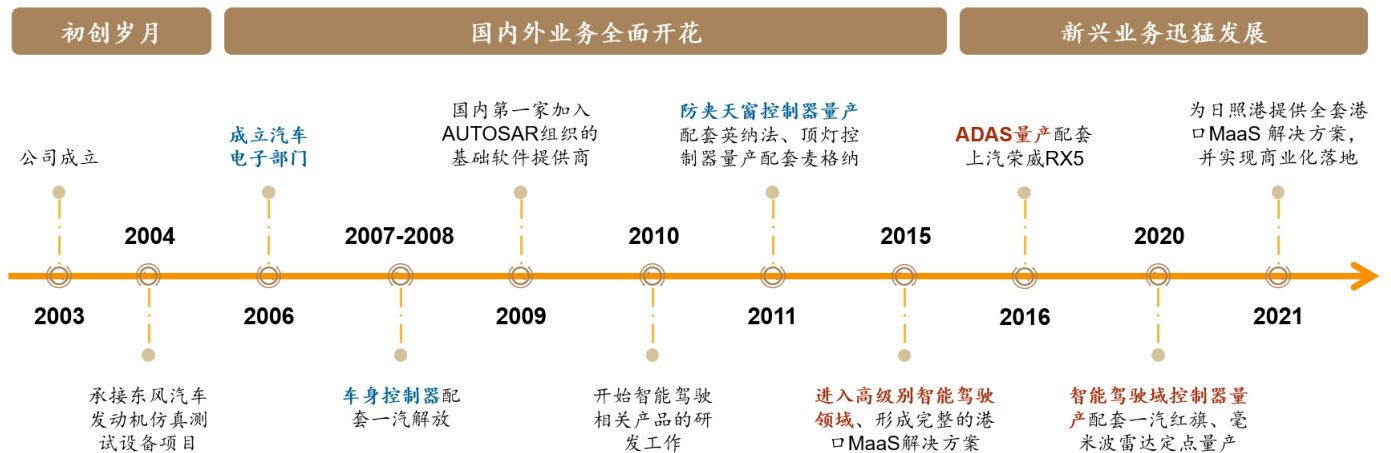 初创岁月
国内外业务全面开花
新兴业务迅猛发展
公司成立
成立汽车
电子部门
国内第一家加入
AUTOSAR组织的
基础软件提供商
防夹天窗控制器量产
配套英纳法、顶灯控
制器量产配套麦格纳
ADAS量产配套
上汽荣威RX5
为日照港提供全套港
口MaaS 解决方案，
并实现商业化落地
2004
2007-2008
2010
2015
2020
2003
2006
2009
2011
2016
2021
承接东风汽车
发动机仿真测
试设备项目
车身控制器配
套一汽解放
开始智能驾驶
相关产品的研
发工作
进入高级别智能驾驶
领域、形成完整的港
口MaaS解决方案
智能驾驶域控制器量
产配套一汽红旗、毫
米波雷达定点量产